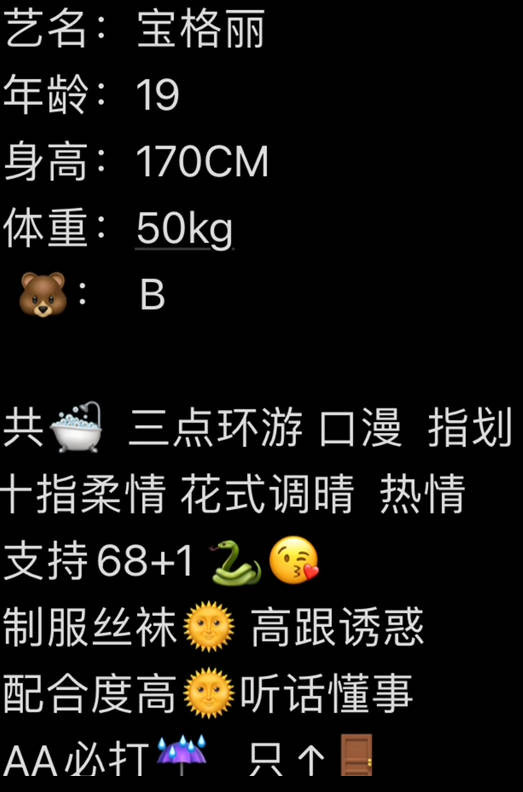 艺名：宝格丽
年龄：19
身高：170CM
体重：50kg
🐻：  B
共🛁 三点环游 口漫 指划
十指柔情 花式调晴 热情
支持68+1 🐍😘
制服丝袜🌞 高跟诱惑
配合度高🌞听话懂事
AA必打☔ 只↑🚪